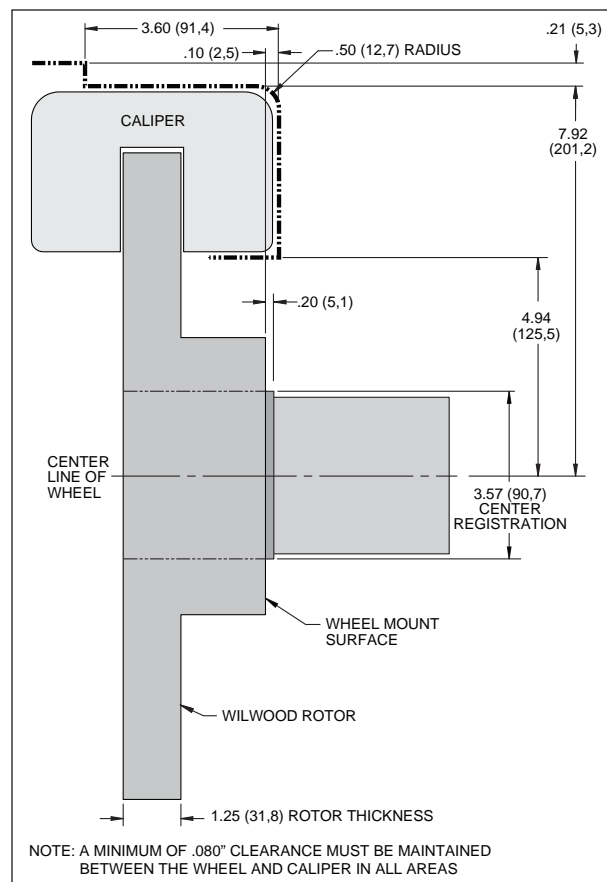 3.60 (91,4)
.21 (5,3)
.10 (2,5)
.50 (12,7) RADIUS
CALIPER
7.92
(201,2)
.20 (5,1)
4.94
(125,5)
CENTER
LINE OF
WHEEL
3.57 (90,7)
CENTER
REGISTRATION
WHEEL MOUNT
SURFACE
WILWOOD ROTOR
1.25 (31,8) ROTOR THICKNESS
NOTE: A MINIMUM OF .080” CLEARANCE MUST BE MAINTAINED
BETWEEN THE WHEEL AND CALIPER IN ALL AREAS